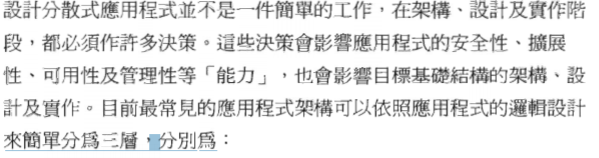 設計分散式應用程式並不是一件簡單的工作，在架構、設計及實作階
段，都必須作許多決策。這些決策會影響應用程式的安全性、擴展
性、可用性及管理性等「能力」，也會影響目標基礎結構的架構、設
計及實作。目前最常見的應用程式架構可以依照應用程式的邏輯設計
來簡單分爲三層，分別爲：